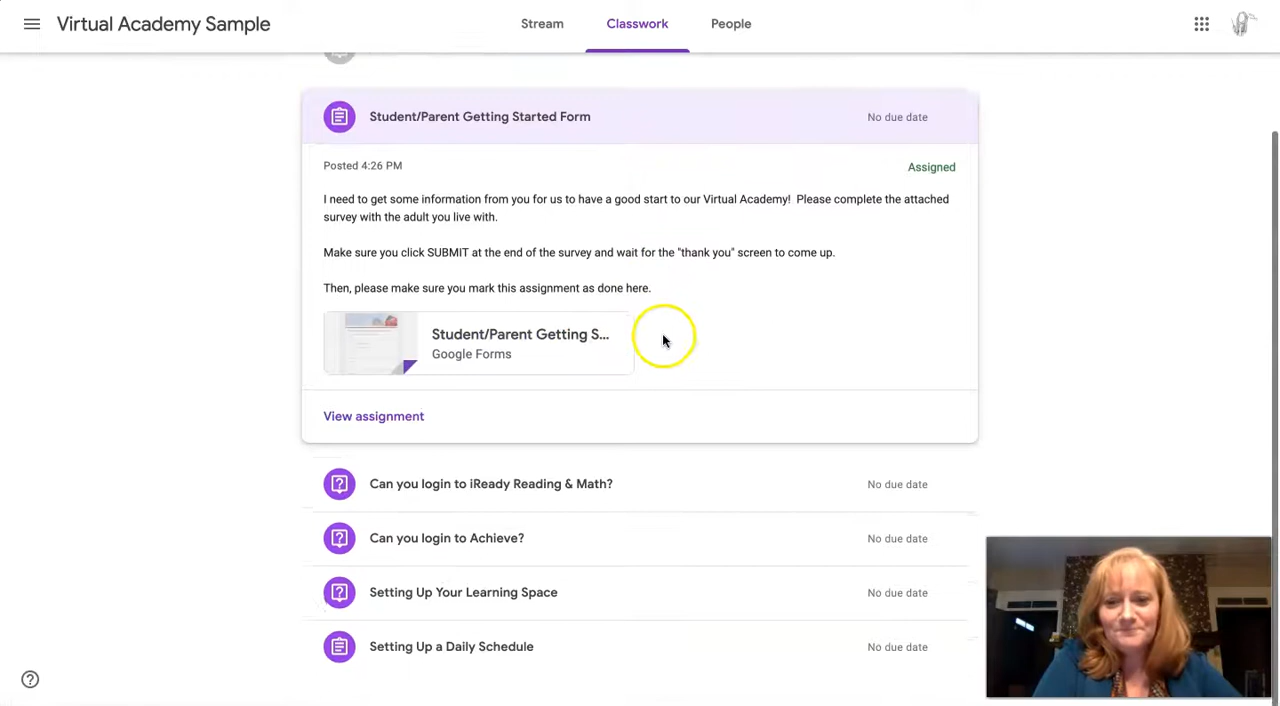 Virtual Academy Sample
Stream
Classwork
People
Student/Parent Getting Started Form
No due date
Posted 4:26 PM
Assigned
I need to get some information from you for us to have a good start to our Virtual Academy! Please complete the attached
survey with the adult you live with.
Make sure you click SUBMIT at the end of the survey and wait for the "thank you" screen to come up.
Then, please make sure you mark this assignment as done here.
Student/Parent Getting S...
Google Forms
View assignment
Can you login to iReady Reading & Math?
No due date
Can you login to Achieve?
No due date
Setting Up Your Learning Space
No due date
Setting Up a Daily Schedule
No due date